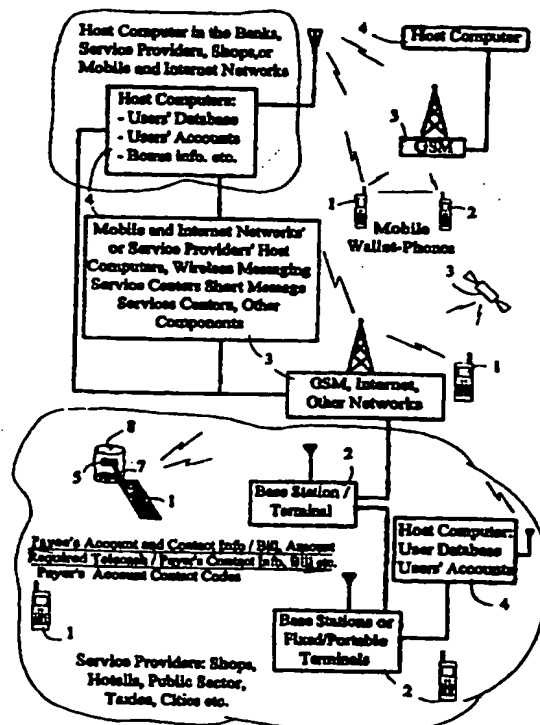 Host Computer in the Banks,
Service Providers, Shops,or
Mobile and Internet Networks
Host Computers:
- Users' Database
- Users' Accounts
- Bonus info. etc.
4
4
Host Computer
3
GSM
1
2
Mobile
Wallet-Phones
Mobile and Internet Networks'
or Service Providers' Host
Computers, Wireless Messaging
Service Centers Short Message
Services Centors, Other
Components
3
3
1
1
GSM, Internet,
Other Networks
8
5
7
1
2
Base Station /
Terminal
Payee's Account and Contact Info / Bill Amount
Required / Payer's Contact Info, Bill etc.
Payer's Account Contact Codes
Host Computer:
User Database
Users' Accounts
4
1
Base Stations or
Fixed/Portable
Terminals
2
Service Providers: Shops,
Hotells, Public Sector,
Taxies, Cities etc.